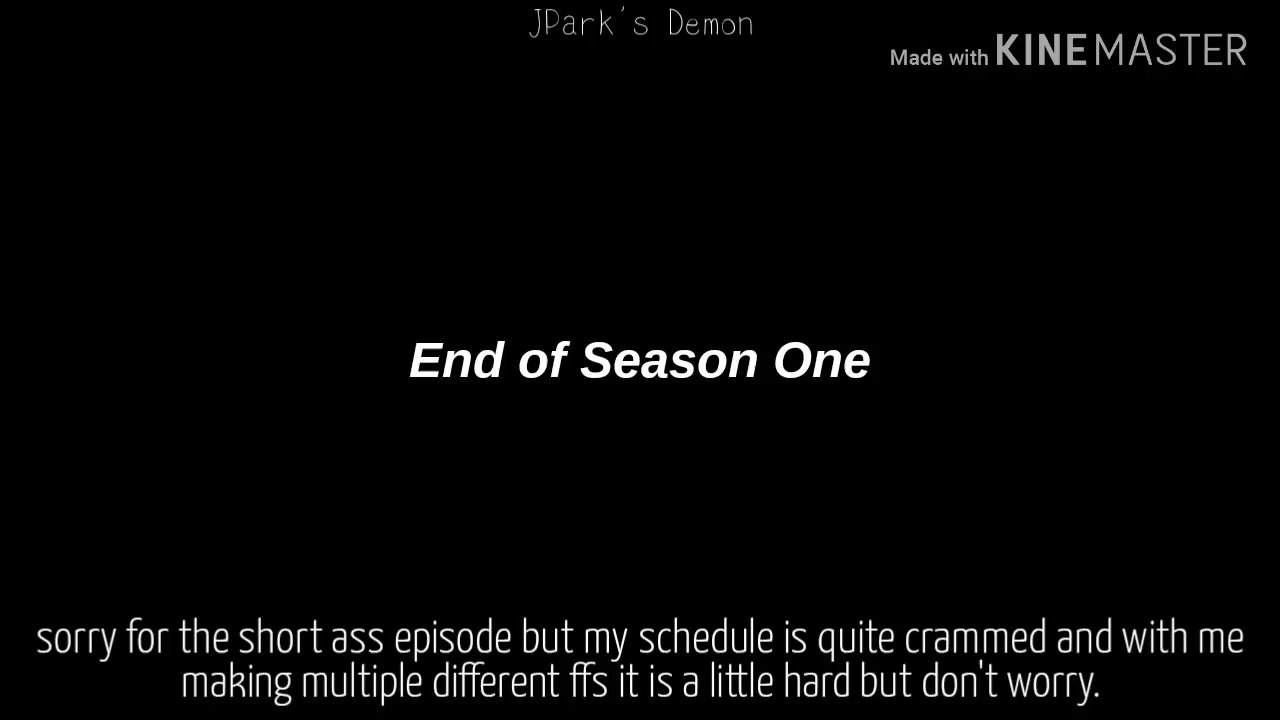 JPark's Demon
Made with KINEMASTER
End of Season One
sorry for the short ass episode but my schedule is quite crammed and with me
making multiple different ffs it is a little hard but don't worry.